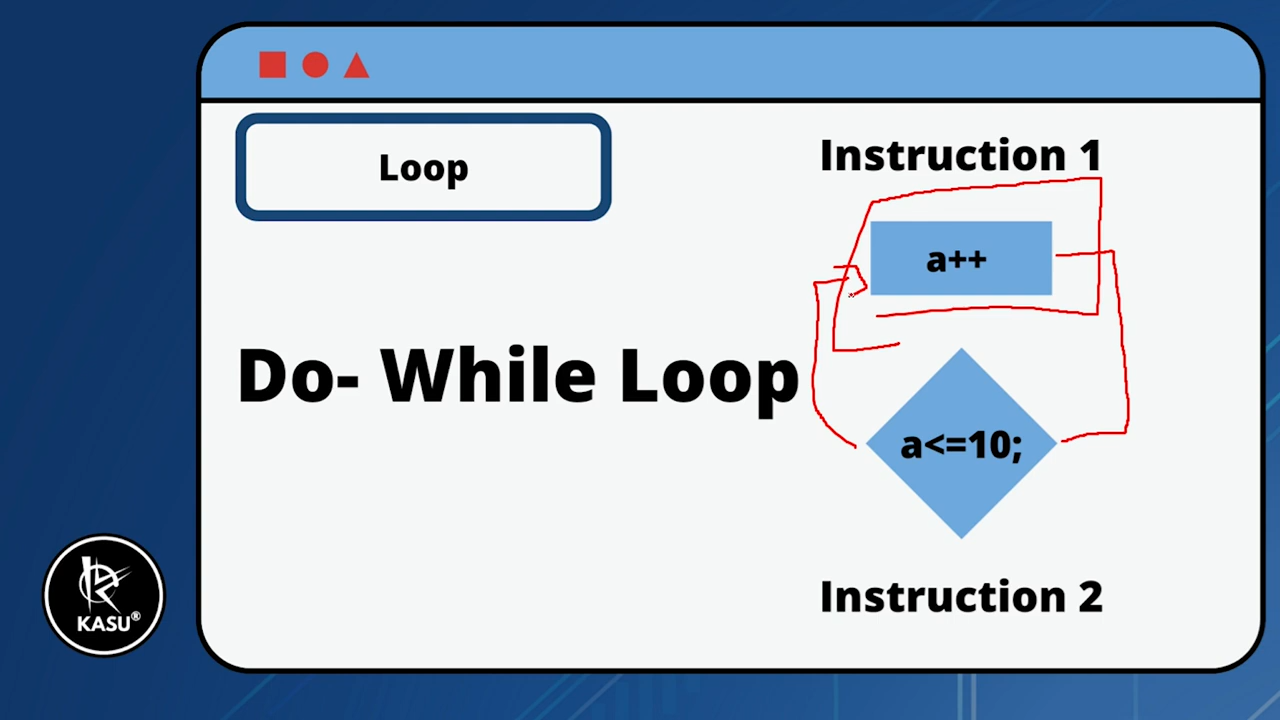 Loop
Do- While Loop
Instruction 1
a++
a<=10;
Instruction 2
KASU®